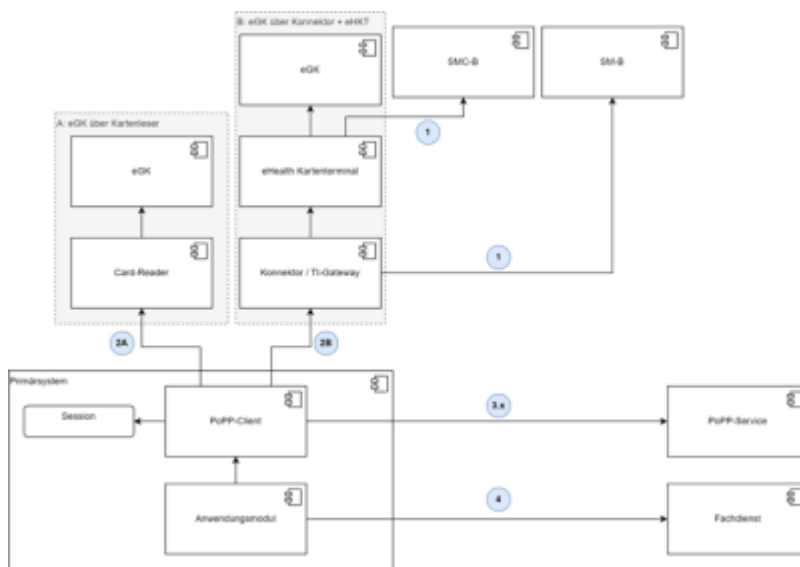 B: eGK über Konnektor + eHKT
eGK
SMC-B
SM-B
1
A: eGK über Kartenleser
eGK
eHealth Kartenterminal
Card-Reader
Konnektor / TI-Gateway
1
2A
2B
Primärsystem
Session
PoPP-Client
3.x
PoPP-Service
Anwendungsmodul
4
Fachdienst